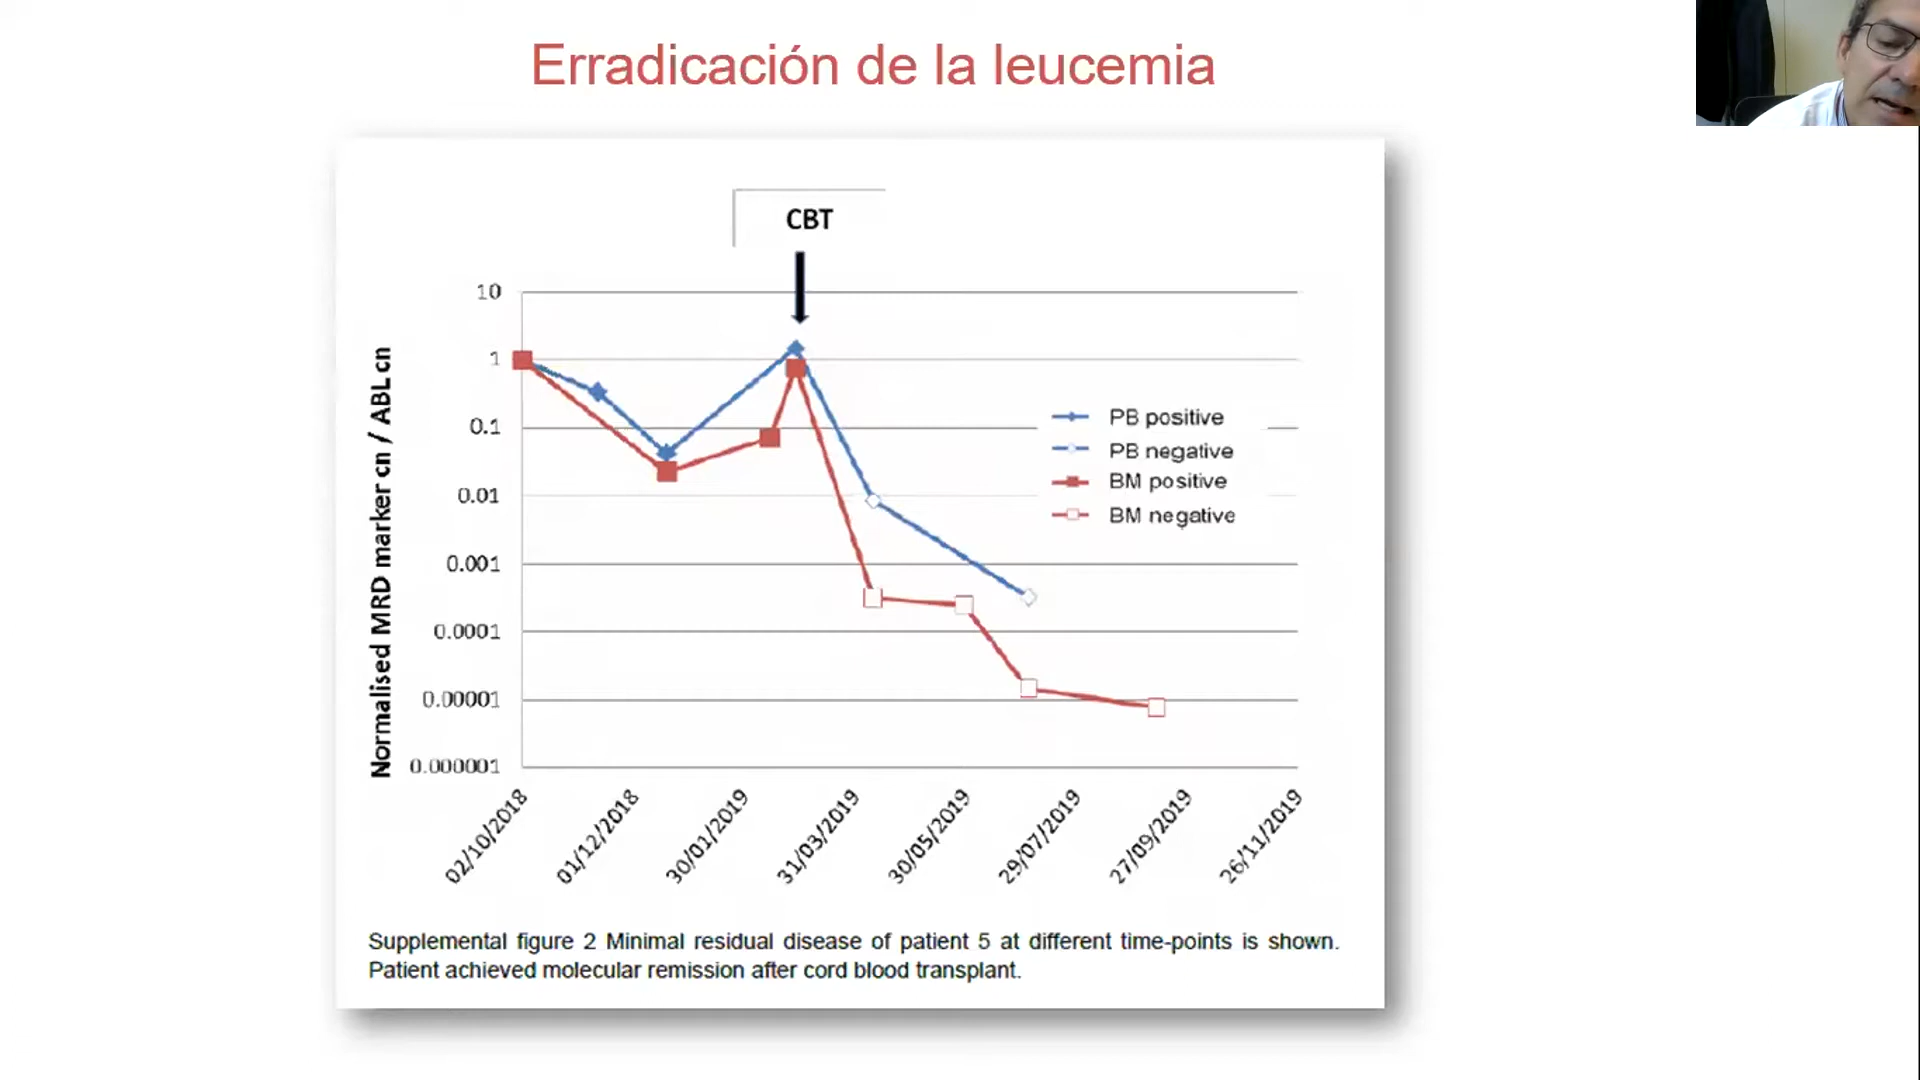 Erradicación de la leucemia
CBT
Normalised MRD marker cn / ABL cn
10
1
0.1
0.01
0.001
0.0001
0.00001
0.000001
PB positive
PB negative
BM positive
BM negative
02/10/2018
01/12/2018
30/01/2019
31/03/2019
30/05/2019
29/07/2019
27/09/2019
26/11/2019
Supplemental figure 2 Minimal residual disease of patient 5 at different time-points is shown.
Patient achieved molecular remission after cord blood transplant.